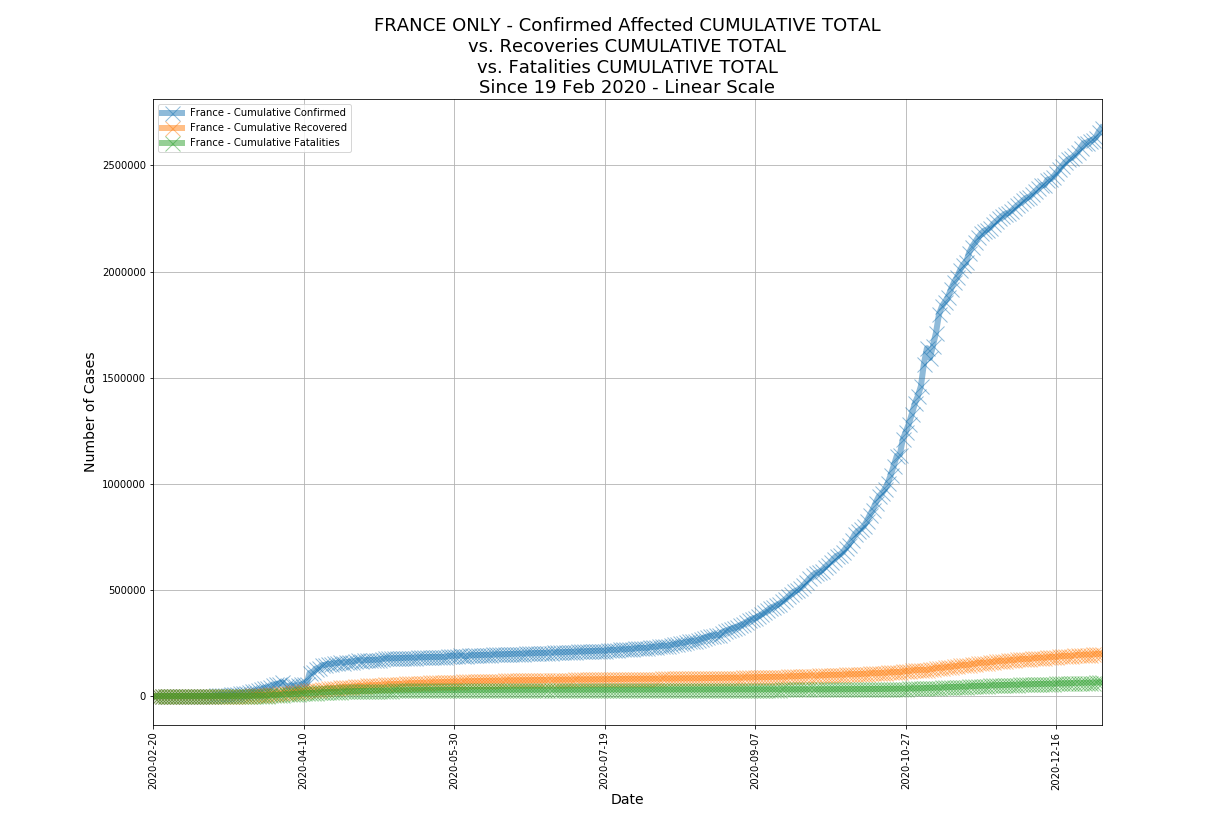 FRANCE ONLY - Confirmed Affected CUMULATIVE TOTAL
vs. Recoveries CUMULATIVE TOTAL
vs. Fatalities CUMULATIVE TOTAL
Since 19 Feb 2020 - Linear Scale
France - Cumulative Confirmed
France - Cumulative Recovered
France - Cumulative Fatalities
Number of Cases
2500000
2000000
1500000
1000000
500000
0
2020-02-20
2020-04-10
2020-05-30
2020-07-19
2020-09-07
2020-10-27
2020-12-16
Date